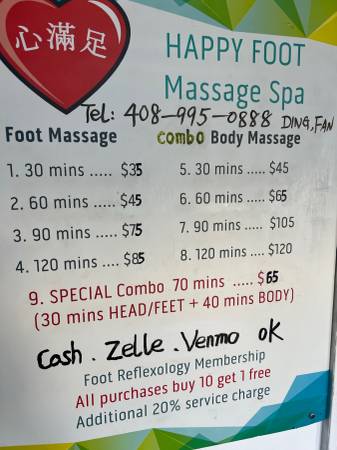 心滿足
HAPPY FOOT
Massage Spa
Tel: 408-995-0888 DING, FAN
Foot Massage
1. 30 mins ..... $35
2. 60 mins ..... $45
3. 90 mins .... $75
4. 120 mins .... $85
combo Body Massage
5. 30 mins ..... $45
6. 60 mins .... $65
7. 90 mins .... $105
8. 120 mins .... $120
9. SPECIAL Combo 70 mins ..... $65
(30 mins HEAD/FEET + 40 mins BODY)
Cash . Zelle . Venmo ok
Foot Reflexology Membership
All purchases buy 10 get 1 free
Additional 20% service charge